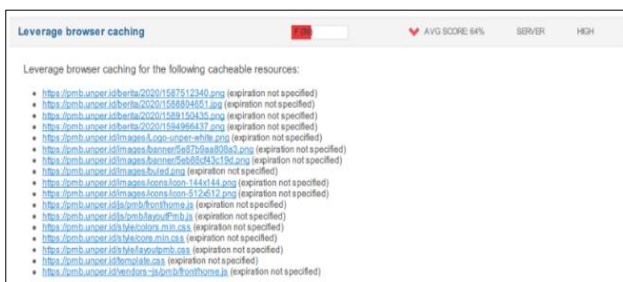 Leverage browser caching
AVG SCORE: 64% SERVER HIGH
Leverage browser caching for the following cacheable resources:
https://pmb.unper.id/berita/2020/1587512340.png (expiration not specified)
https://pmb.unper.id/berita/2020/1588804651.jpg (expiration not specified)
https://pmb.unper.id/berita/2020/1589150435.png (expiration not specified)
https://pmb.unper.id/berita/2020/1594966437.png (expiration not specified)
https://pmb.unper.id/images/Logo-unper-white.png (expiration not specified)
https://pmb.unper.id/images/banner/5e87b9aa808a3.png (expiration not specified)
https://pmb.unper.id/images/banner/5eb88cf43c19d.png (expiration not specified)
https://pmb.unper.id/images/buled.png (expiration not specified)
https://pmb.unper.id/images/icons/icon-144x144.png (expiration not specified)
https://pmb.unper.id/images/icons/icon-512x512.png (expiration not specified)
https://pmb.unper.id/js/pmb/front/home.js (expiration not specified)
https://pmb.unper.id/js/pmb/layoutPmb.js (expiration not specified)
https://pmb.unper.id/style/colors.min.css (expiration not specified)
https://pmb.unper.id/style/core.min.css (expiration not specified)
https://pmb.unper.id/style/layoutpmb.css (expiration not specified)
https://pmb.unper.id/template.css (expiration not specified)
https://pmb.unper.id/vendors~js/pmb/front/home.js (expiration not specified)